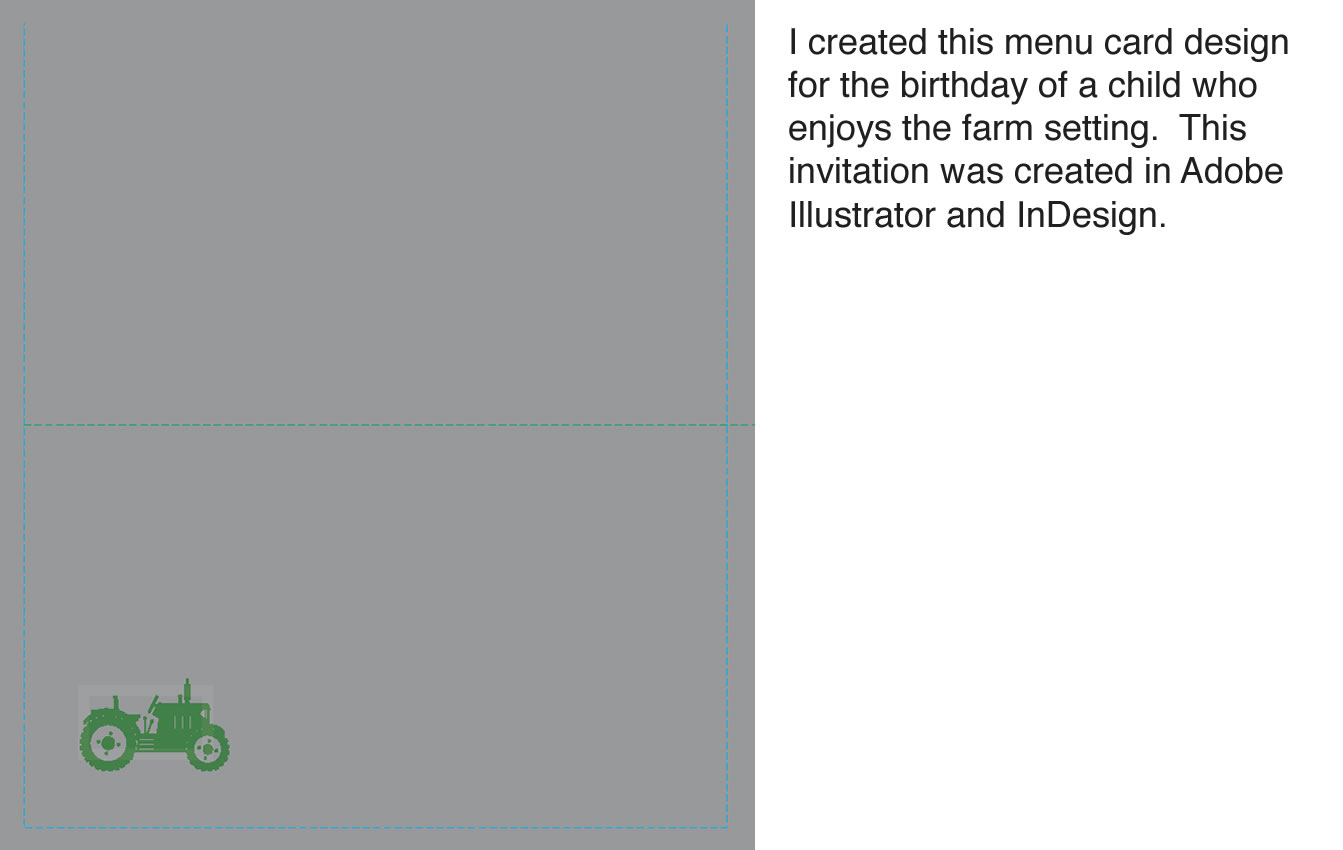 I created this menu card design
for the birthday of a child who
enjoys the farm setting.  This
invitation was created in Adobe
Illustrator and InDesign.